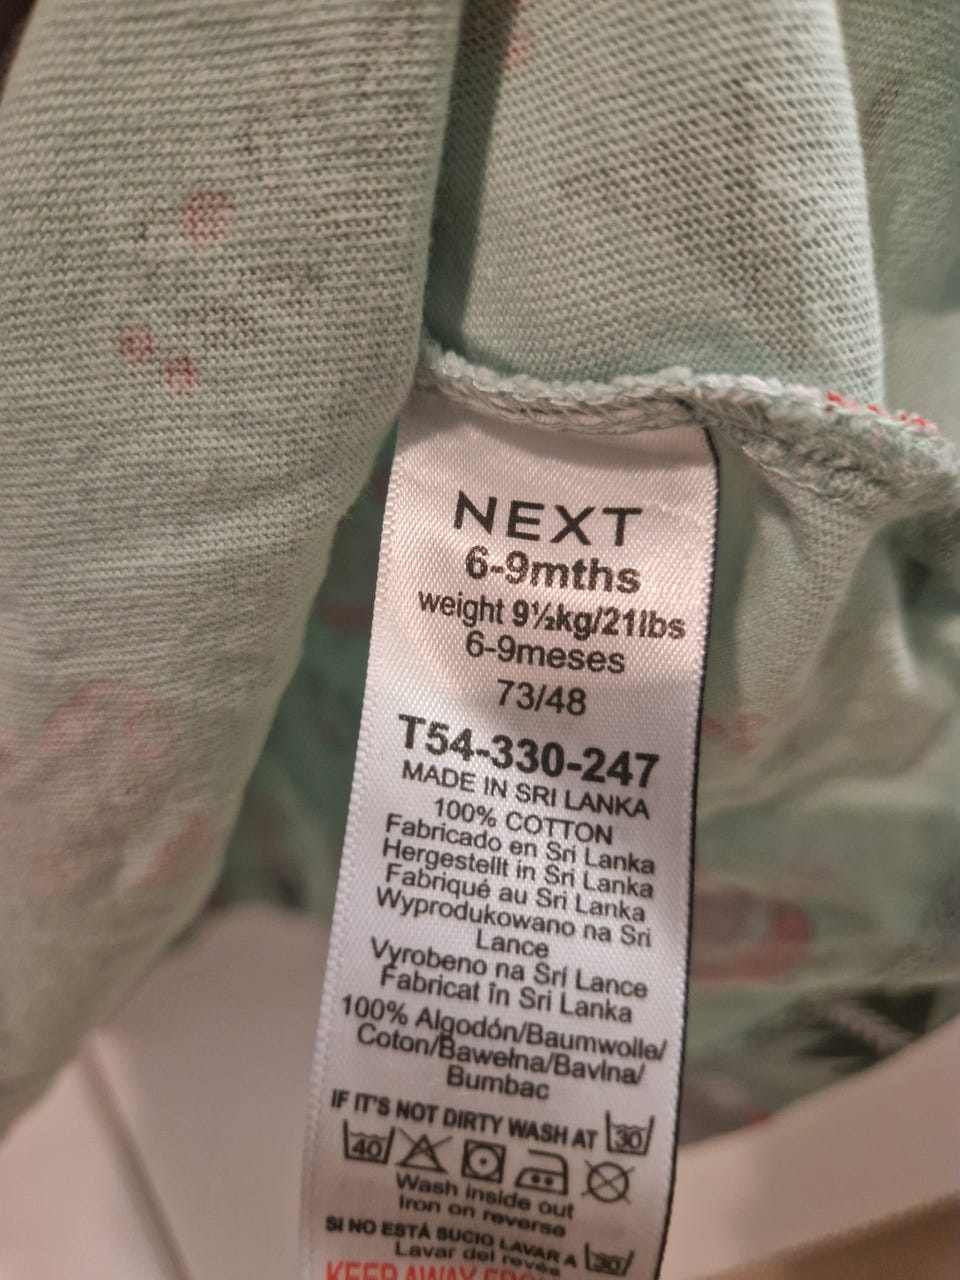 NEXT
6-9mths
weight 9½kg/21lbs
6-9meses
73/48
T54-330-247
MADE IN SRI LANKA
100% COTTON
Fabricado en Sri Lanka
Hergestellt in Sri Lanka
Fabriqué au Sri Lanka
Wyprodukowano na Sri
Lance
Vyrobeno na Srí Lance
Fabricat în Sri Lanka
100% Algodón/Baumwolle/
Coton/Bawełna/Bavlna/
Bumbac
IF IT'S NOT DIRTY WASH AT 30
40
Wash inside out
Iron on reverse
SI NO ESTÁ SUCIO LAVAR A 30
Lavar del revés
KEEP AWAY